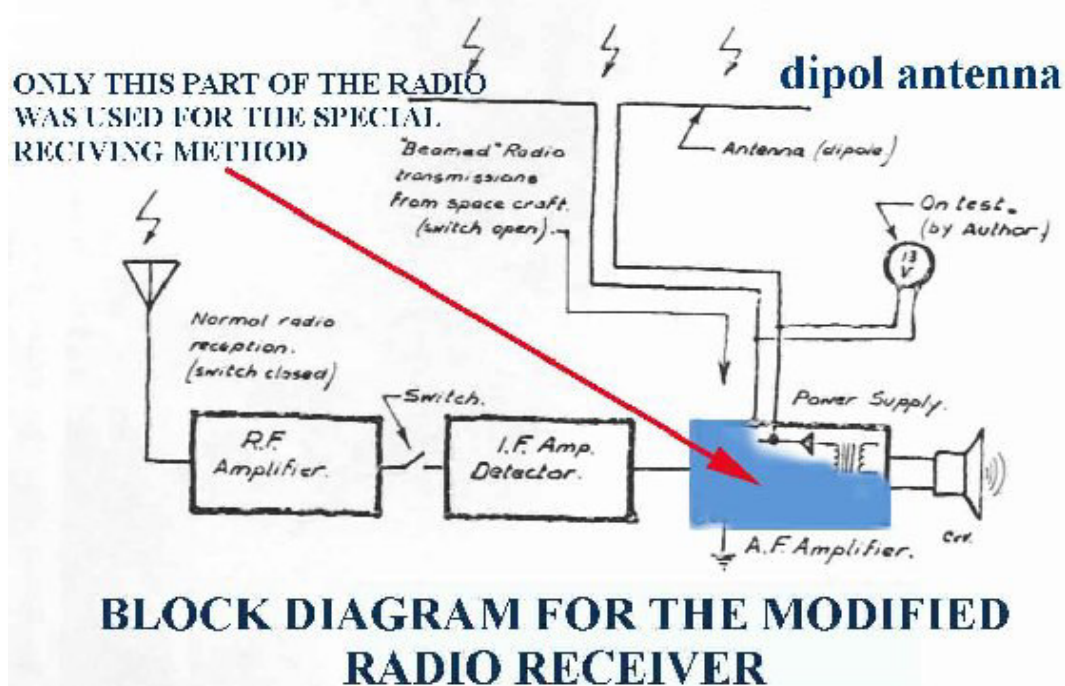 ONLY THIS PART OF THE RADIO
WAS USED FOR THE SPECIAL
RECIVING METHOD
dipol antenna
"Beamed" Radio
transmissions
from space craft.
(switch open).
Antenna (dipole)
On test.
(by Author)
13
V
Normal radio
reception.
(switch closed)
Switch.
Power Supply.
R.F.
Amplifier.
I.F. Amp.
Detector.
A.F. Amplifier.
BLOCK DIAGRAM FOR THE MODIFIED
RADIO RECEIVER